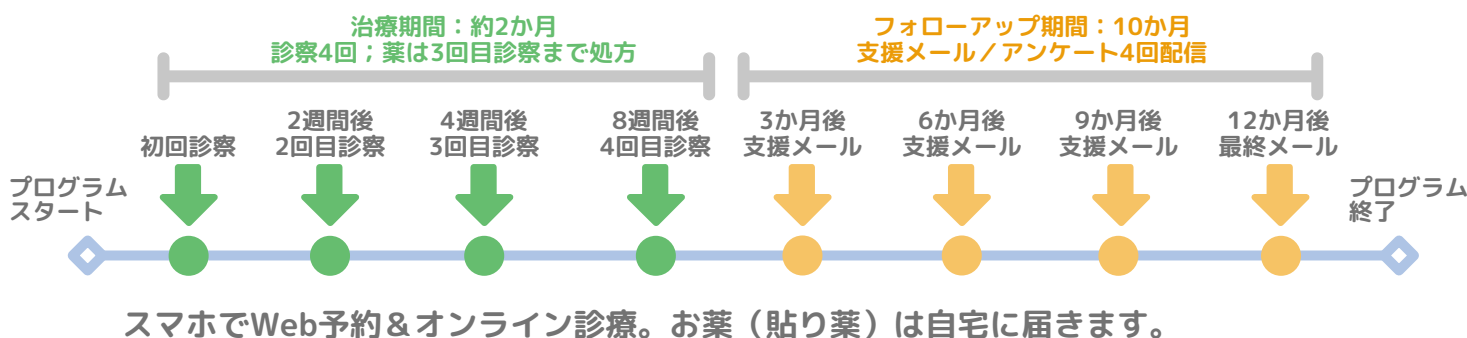 治療期間：約2か月
診察4回；薬は3回目診察まで処方
フォローアップ期間：10か月
支援メール／アンケート4回配信
プログラム
スタート
初回診察
2週間後
2回目診察
4週間後
3回目診察
8週間後
4回目診察
3か月後
支援メール
6か月後
支援メール
9か月後
支援メール
12か月後
最終メール
プログラム
終了
スマホでWeb予約＆オンライン診療。お薬（貼り薬）は自宅に届きます。